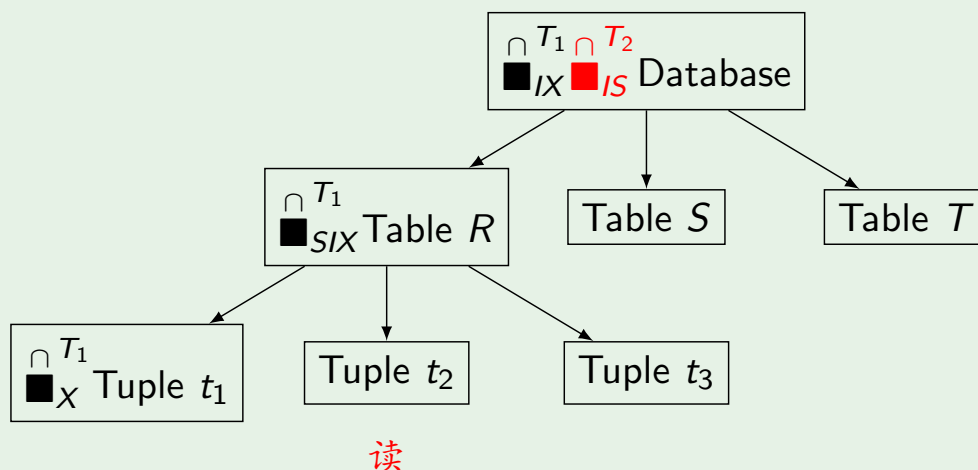 ∩ T₁ ∩ T₂
■ IX ■ IS Database
∩ T₁
■ SIX Table R
Table S
Table T
∩ T₁
■ X Tuple t₁
Tuple t₂
Tuple t₃
读